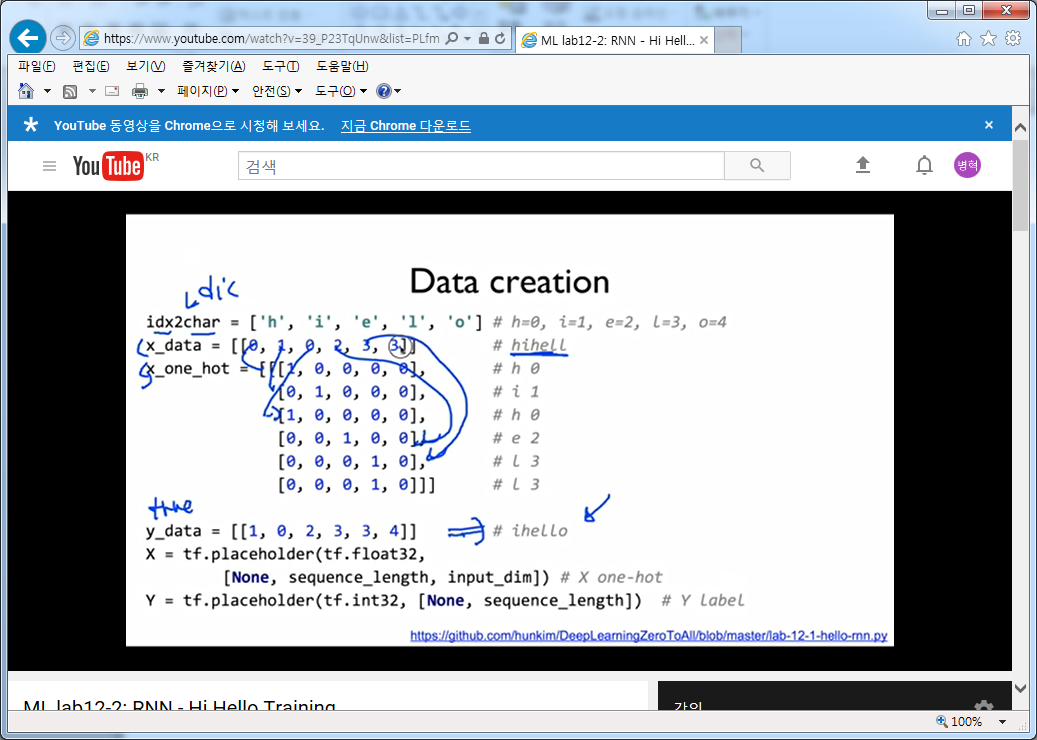 https://www.youtube.com/watch?v=39_P23TqUnw&list=PLfm
ML lab12-2: RNN - Hi Hell...
파일(F) 편집(E) 보기(V) 즐겨찾기(A) 도구(T) 도움말(H)
페이지(P) 안전(S) 도구(O)
YouTube 동영상을 Chrome으로 시청해 보세요. 지금 Chrome 다운로드
YouTube KR
검색
병혁
Data creation
dic
idx2char = ['h', 'i', 'e', 'l', 'o'] # h=0, i=1, e=2, l=3, o=4
x_data = [[0, 1, 0, 2, 3, 3]] # hihell
x_one_hot = [[[1, 0, 0, 0, 0], # h 0
[0, 1, 0, 0, 0], # i 1
[1, 0, 0, 0, 0], # h 0
[0, 0, 1, 0, 0], # e 2
[0, 0, 0, 1, 0], # l 3
[0, 0, 0, 1, 0]]] # l 3
true
y_data = [[1, 0, 2, 3, 3, 4]] # ihello
X = tf.placeholder(tf.float32,
[None, sequence_length, input_dim]) # X one-hot
Y = tf.placeholder(tf.int32, [None, sequence_length]) # Y label
https://github.com/hunkim/DeepLearningZeroToAll/blob/master/lab-12-1-hello-rnn.py
ML lab12-2: RNN - Hi Hello Training
강의
100%